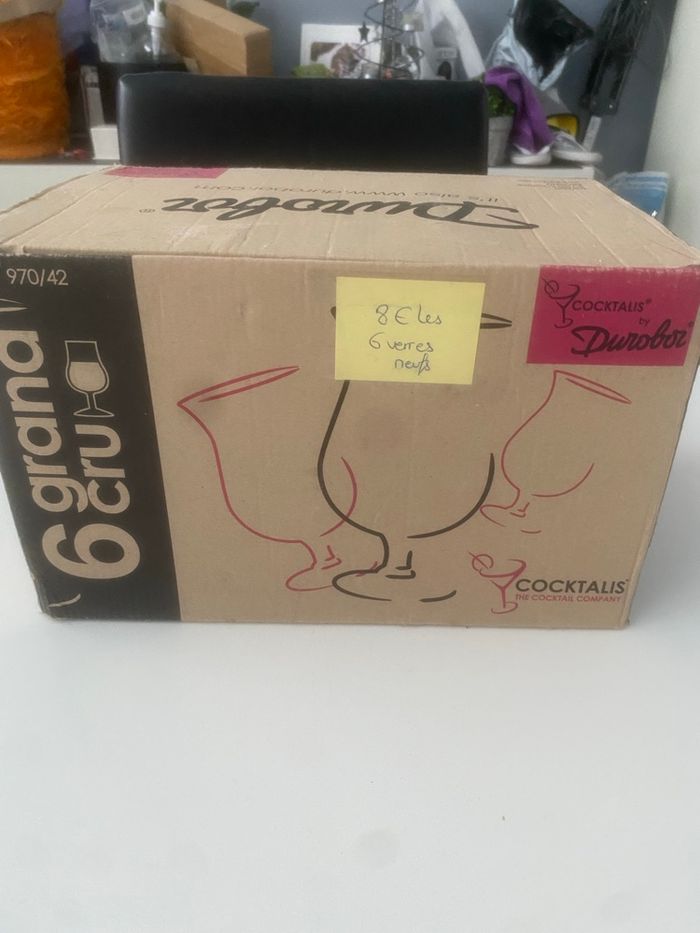 It's also www.durobor.com
Durobor®
970/42
6 grand
cru
8€ les
6 verres
neufs
COCKTALIS®
by
Durobor
COCKTALIS
THE COCKTAIL COMPANY